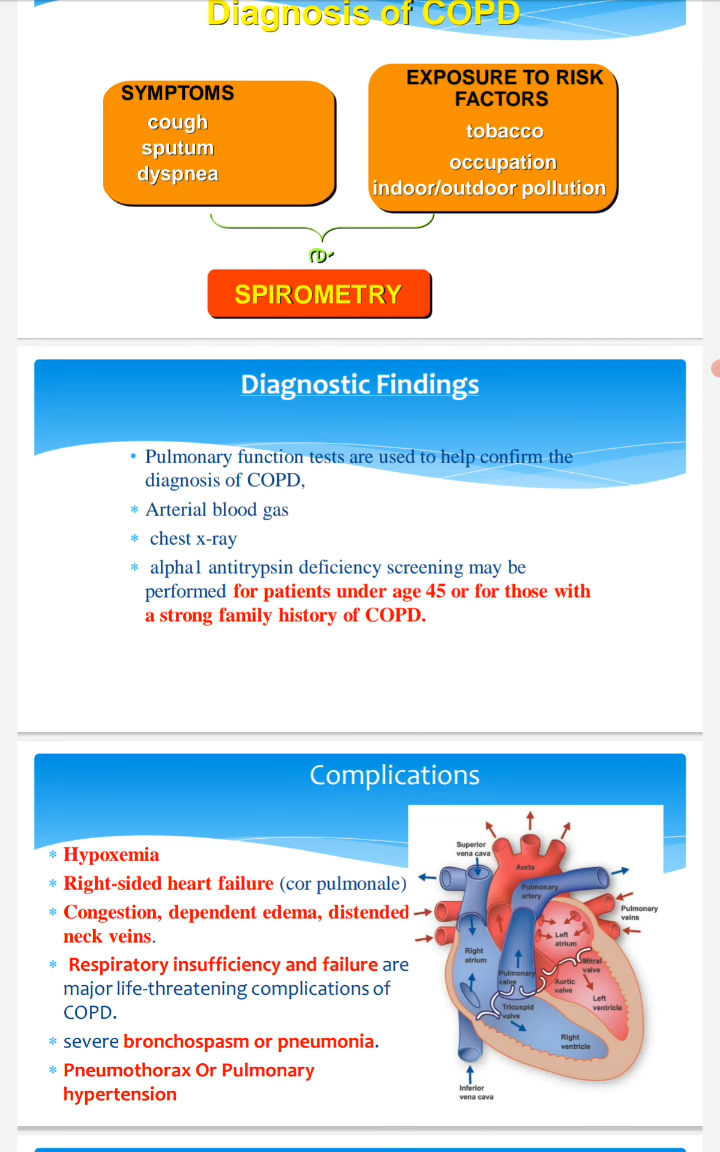 Diagnosis of COPD
SYMPTOMS
cough
sputum
dyspnea
EXPOSURE TO RISK
FACTORS
tobacco
occupation
indoor/outdoor pollution
SPIROMETRY
Diagnostic Findings
• Pulmonary function tests are used to help confirm the
diagnosis of COPD,
* Arterial blood gas
* chest x-ray
* alpha1 antitrypsin deficiency screening may be
performed for patients under age 45 or for those with
a strong family history of COPD.
Complications
* Hypoxemia
* Right-sided heart failure (cor pulmonale)
* Congestion, dependent edema, distended
neck veins.
* Respiratory insufficiency and failure are
major life-threatening complications of
COPD.
* severe bronchospasm or pneumonia.
* Pneumothorax Or Pulmonary
hypertension
Superior
vena cava
Aorta
Pulmonary
artery
Pulmonary
veins
Left
atrium
Right
atrium
Mitral
valve
Pulmonary
valve
Aortic
valve
Left
ventricle
Tricuspid
valve
Right
ventricle
Inferior
vena cava